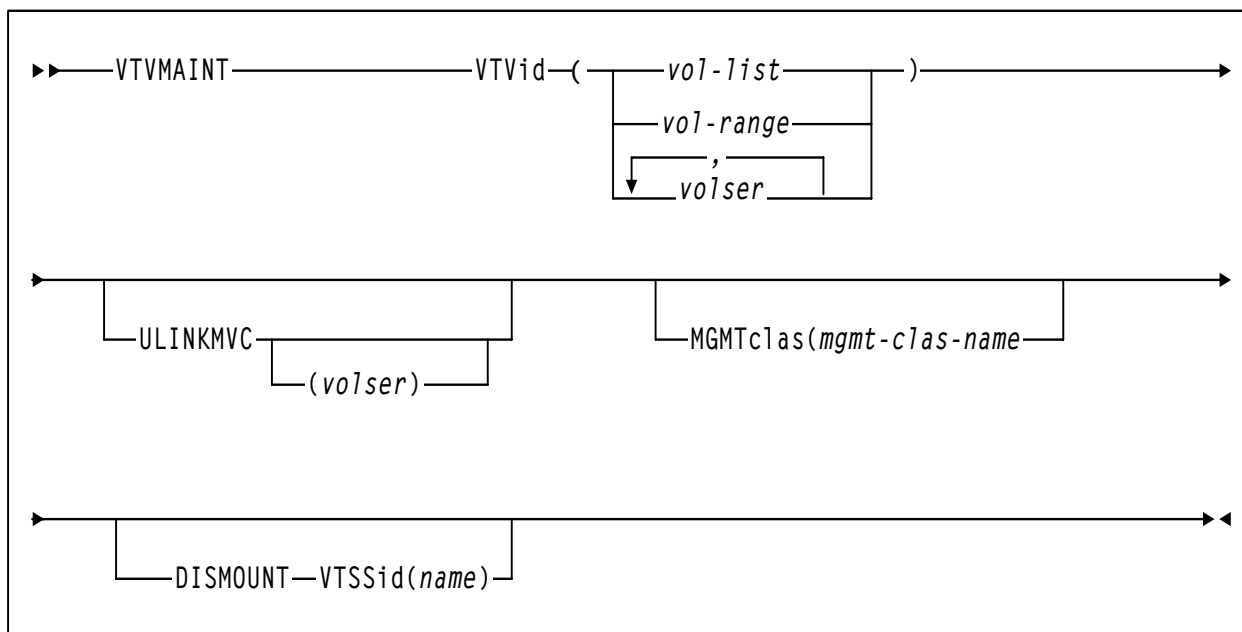 VTVMAINT VTVid ( vol-list )
vol-range
,
volser
ULINKMVC MGMTclas(mgmt-clas-name
(volser)
DISMOUNT VTSSid(name)